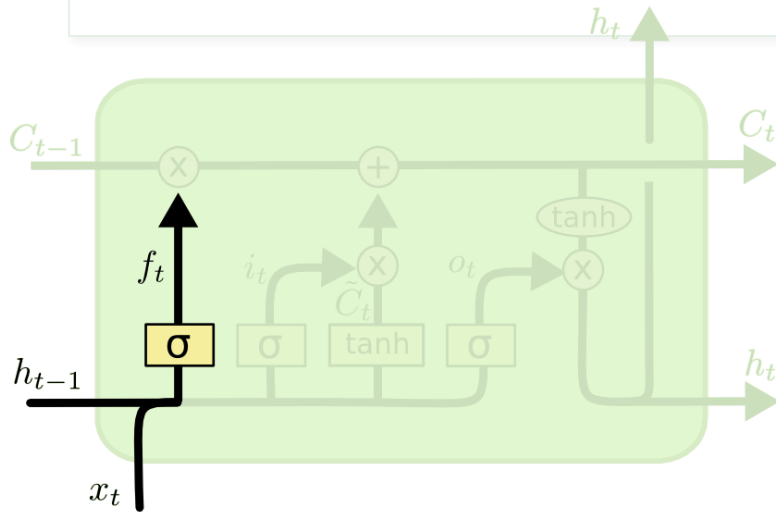 h_t
C_{t-1}
C_t
x
+
tanh
f_t
i_t
x
o_t
x
C̃_t
σ
σ
tanh
σ
h_{t-1}
h_t
x_t